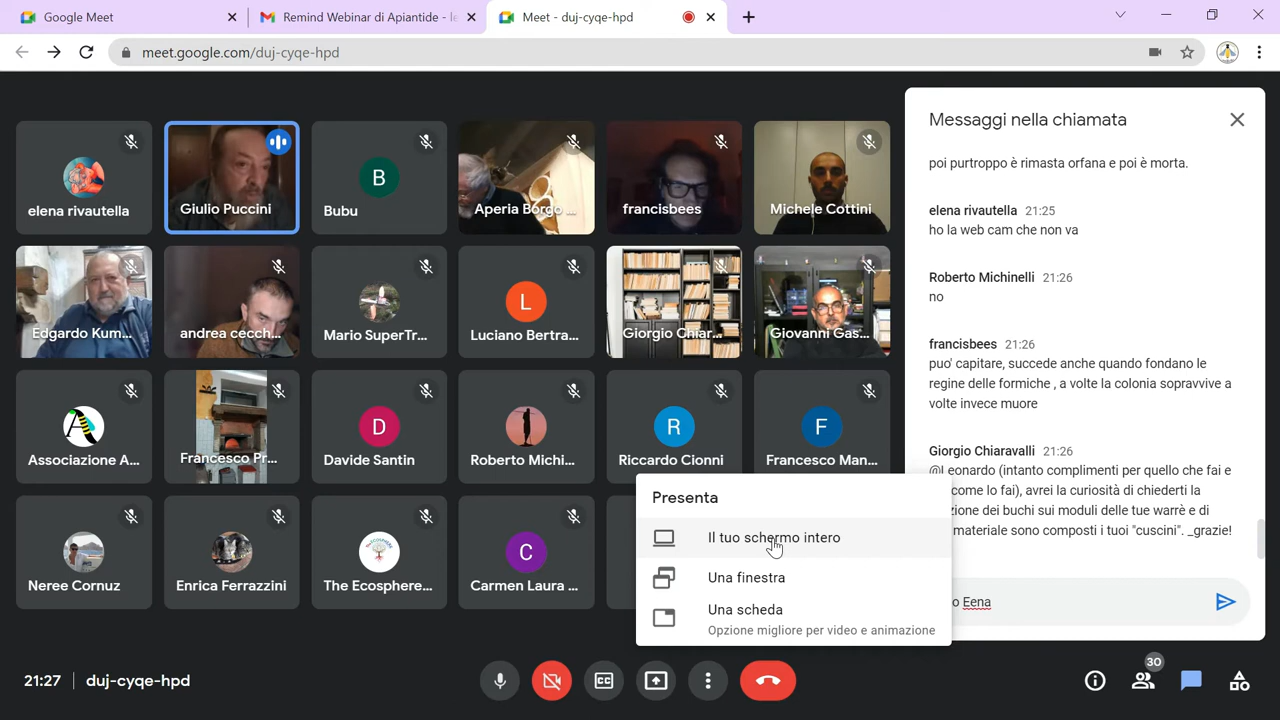 Google Meet
Remind Webinar di Apiantide - le
Meet - duj-cyqe-hpd
meet.google.com/duj-cyqe-hpd
elena rivautella
Giulio Puccini
B
Bubu
Aperia Borgo ...
francisbees
Michele Cottini
Edgardo Kum...
andrea cecch...
Mario SuperTr...
L
Luciano Bertra...
Giorgio Chiar...
Giovanni Gas...
Associazione A...
Francesco Pr...
D
Davide Santin
Roberto Michi...
R
Riccardo Cionni
F
Francesco Man...
Neree Cornuz
Enrica Ferrazzini
The Ecosphere...
C
Carmen Laura ...
Presenta
Il tuo schermo intero
Una finestra
Una scheda
Opzione migliore per video e animazione
Messaggi nella chiamata
poi purtroppo è rimasta orfana e poi è morta.
elena rivautella 21:25
ho la web cam che non va
Roberto Michinelli 21:26
no
francisbees 21:26
puo' capitare, succede anche quando fondano le
regine delle formiche , a volte la colonia sopravvive a
volte invece muore
Giorgio Chiaravalli 21:26
@Leonardo (intanto complimenti per quello che fai e
come lo fai), avrei la curiosità di chiederti la
zione dei buchi sui moduli delle tue warrè e di
materiale sono composti i tuoi "cuscini". _grazie!
o Eena
21:27 duj-cyqe-hpd
30